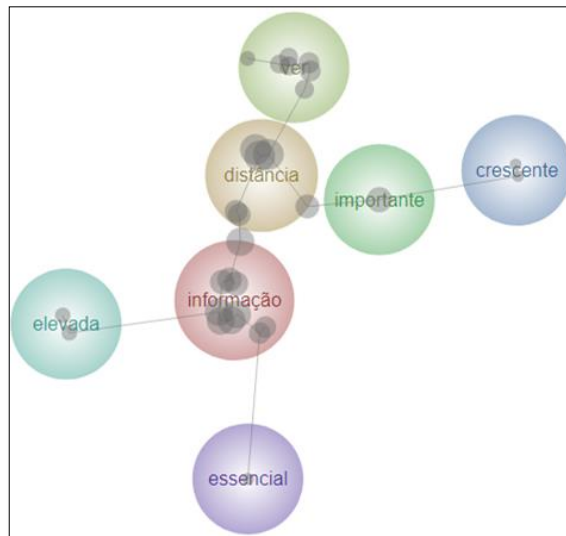 ver
distância
crescente
importante
informação
elevada
essencial